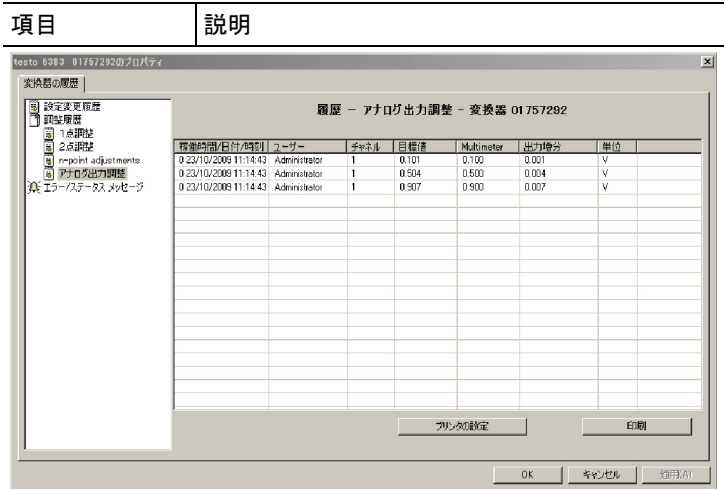 項目 説明
testo 6383 01757292のプロパティ
変換器の履歴
履歴 － アナログ出力調整 － 変換器 01757292
設定変更履歴
調整履歴
1点調整
2点調整
n-point adjustments
アナログ出力調整
エラー/ステータス メッセージ
稼働時間/日付/時刻 ユーザー チャネル 目標値 Multimeter 出力増分 単位
0 23/10/2009 11:14:43 Administrator 1 0.101 0.100 0.001 V
0 23/10/2009 11:14:43 Administrator 1 0.504 0.500 0.004 V
0 23/10/2009 11:14:43 Administrator 1 0.907 0.900 0.007 V
プリンタの設定 印刷
OK キャンセル 適用(A)